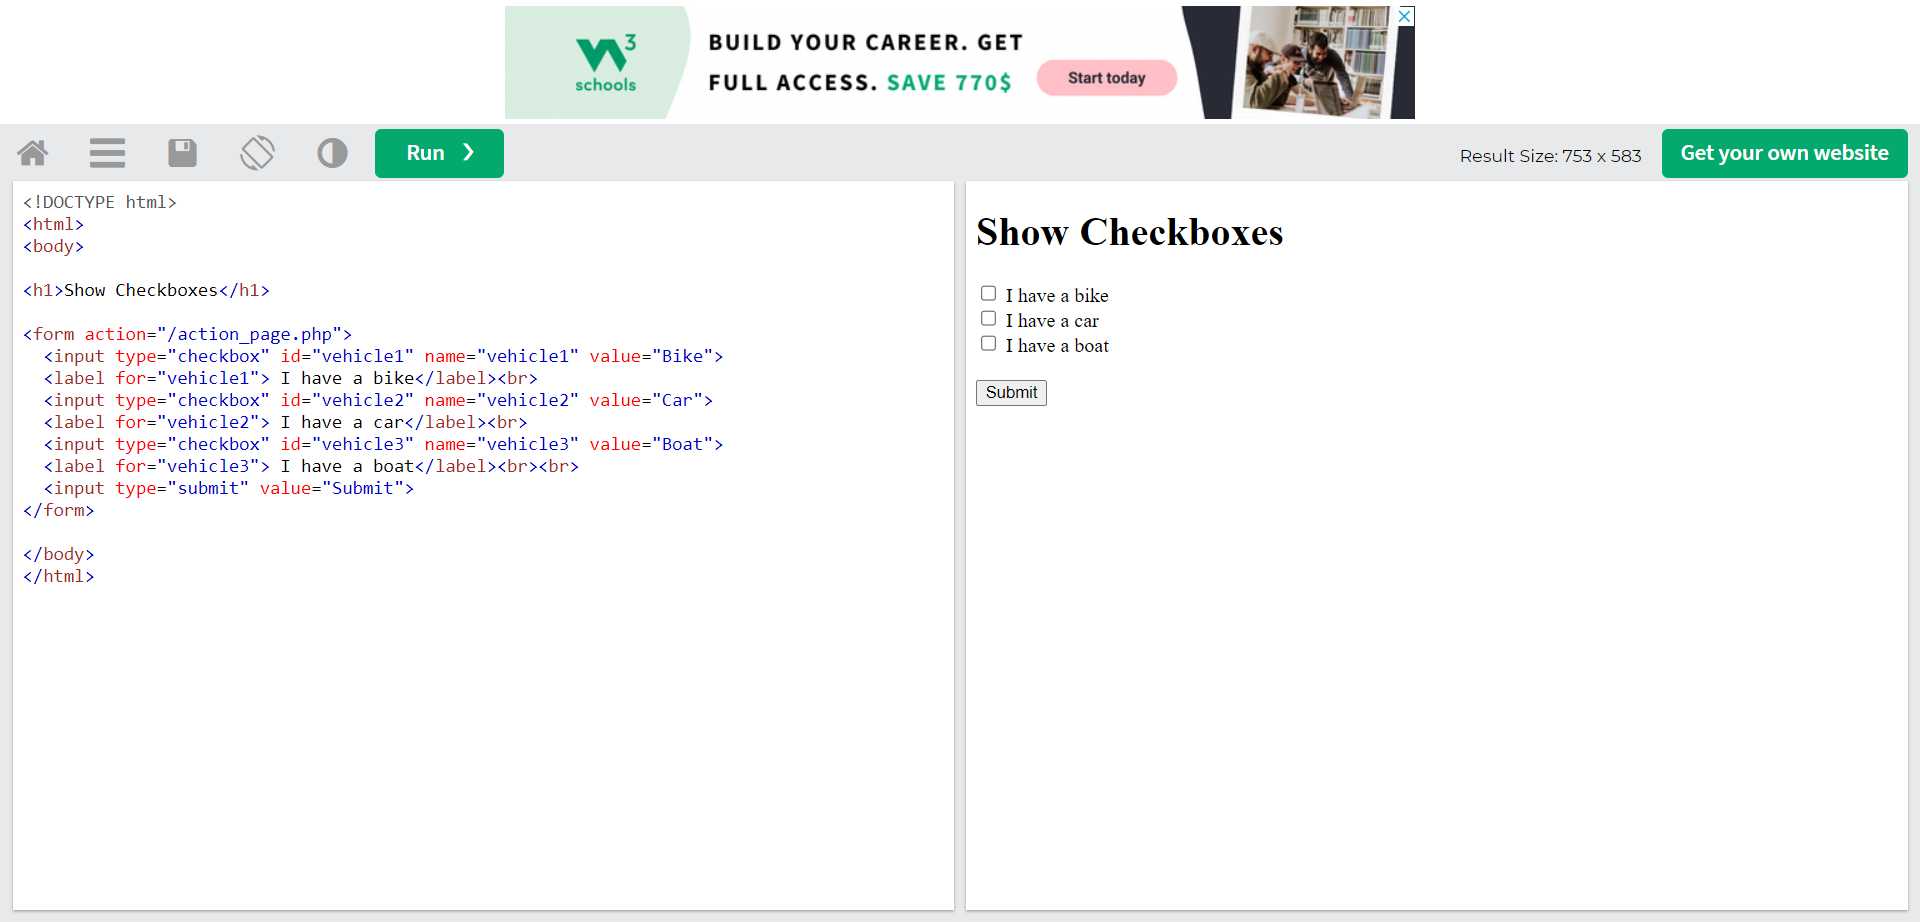 W3
schools
BUILD YOUR CAREER. GET
FULL ACCESS. SAVE 770$
Start today
Run ❯
Result Size: 753 x 583
Get your own website
<!DOCTYPE html>
<html>
<body>
<h1>Show Checkboxes</h1>
<form action="/action_page.php">
<input type="checkbox" id="vehicle1" name="vehicle1" value="Bike">
<label for="vehicle1"> I have a bike</label><br>
<input type="checkbox" id="vehicle2" name="vehicle2" value="Car">
<label for="vehicle2"> I have a car</label><br>
<input type="checkbox" id="vehicle3" name="vehicle3" value="Boat">
<label for="vehicle3"> I have a boat</label><br><br>
<input type="submit" value="Submit">
</form>
</body>
</html>
Show Checkboxes
I have a bike
I have a car
I have a boat
Submit